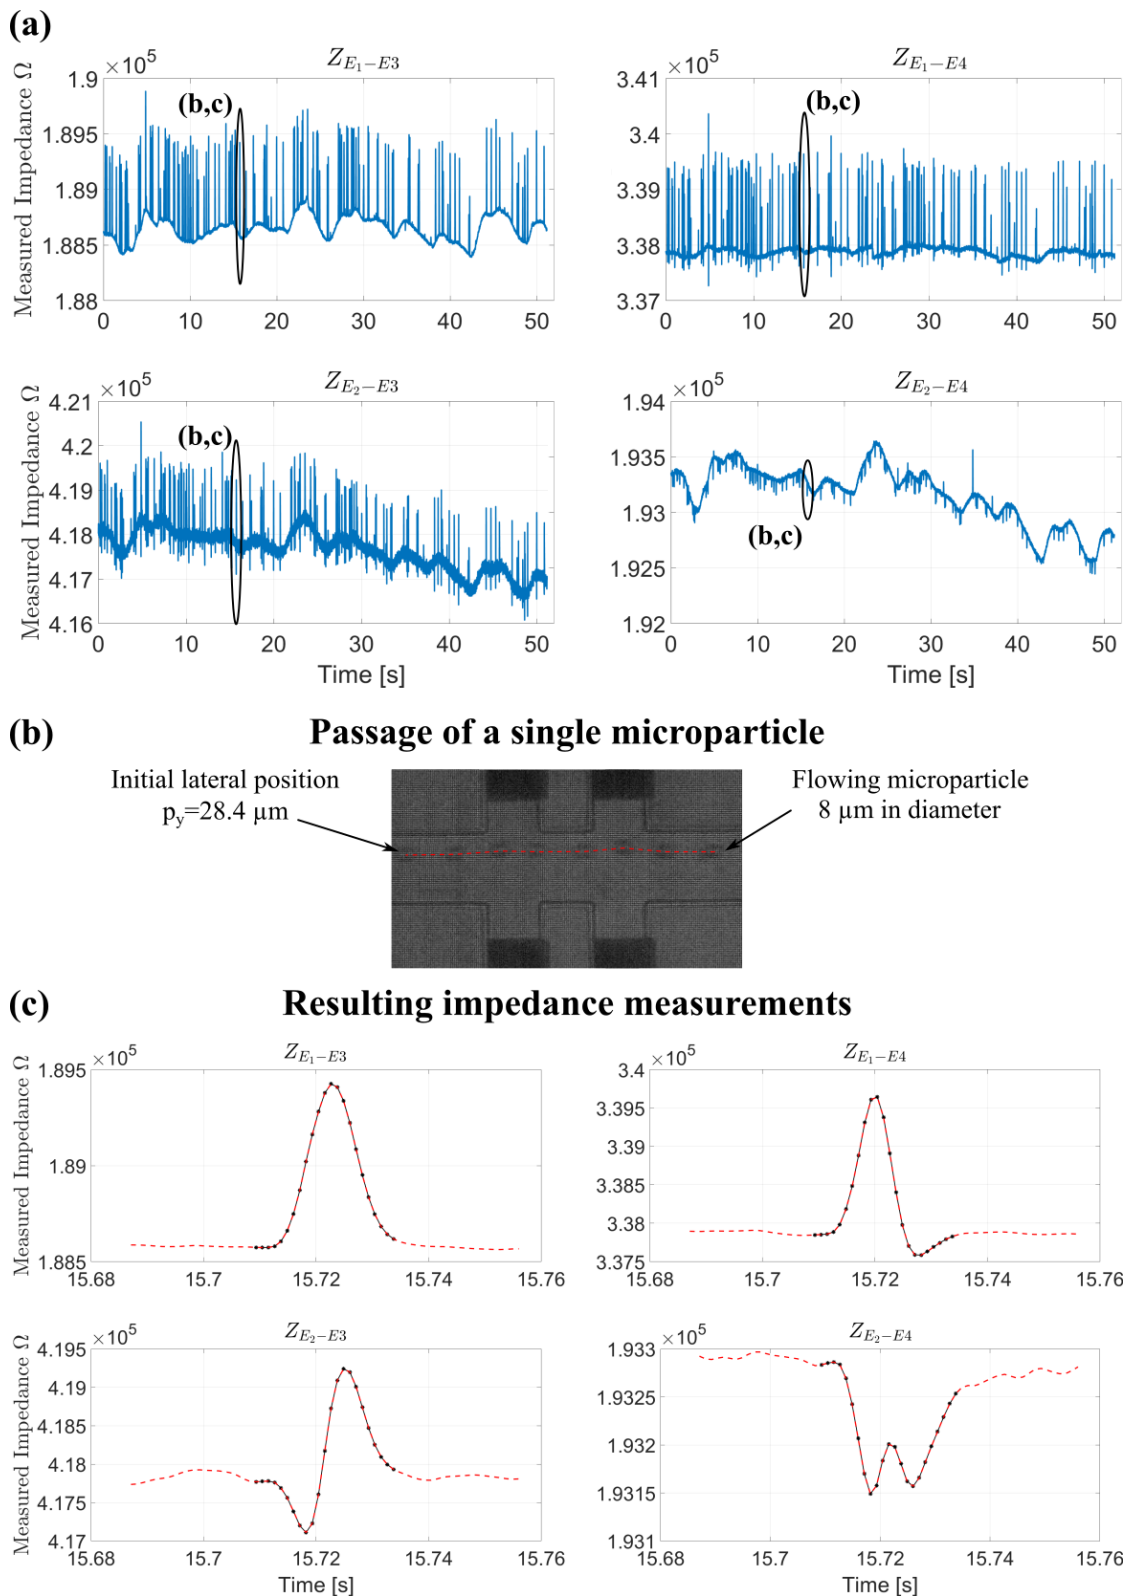 (a)
Z_{E_1-E3}
×10^5
Measured Impedance Ω
1.9
1.895
1.89
1.885
1.88
(b,c)
0 10 20 30 40 50
Z_{E_1-E4}
×10^5
3.41
3.4
3.39
3.38
3.37
(b,c)
0 10 20 30 40 50
Z_{E_2-E3}
×10^5
Measured Impedance Ω
4.21
4.2
4.19
4.18
4.17
4.16
(b,c)
0 10 20 30 40 50
Time [s]
Z_{E_2-E4}
×10^5
1.94
1.935
1.93
1.925
1.92
(b,c)
0 10 20 30 40 50
Time [s]
(b)
Passage of a single microparticle
Initial lateral position
p_y=28.4 µm
Flowing microparticle
8 µm in diameter
(c)
Resulting impedance measurements
Z_{E_1-E3}
×10^5
Measured Impedance Ω
1.895
1.89
1.885
15.68 15.7 15.72 15.74 15.76
Z_{E_1-E4}
×10^5
3.4
3.395
3.39
3.385
3.38
3.375
15.68 15.7 15.72 15.74 15.76
Z_{E_2-E3}
×10^5
Measured Impedance Ω
4.195
4.19
4.185
4.18
4.175
4.17
15.68 15.7 15.72 15.74 15.76
Time [s]
Z_{E_2-E4}
×10^5
1.933
1.9325
1.932
1.9315
1.931
15.68 15.7 15.72 15.74 15.76
Time [s]